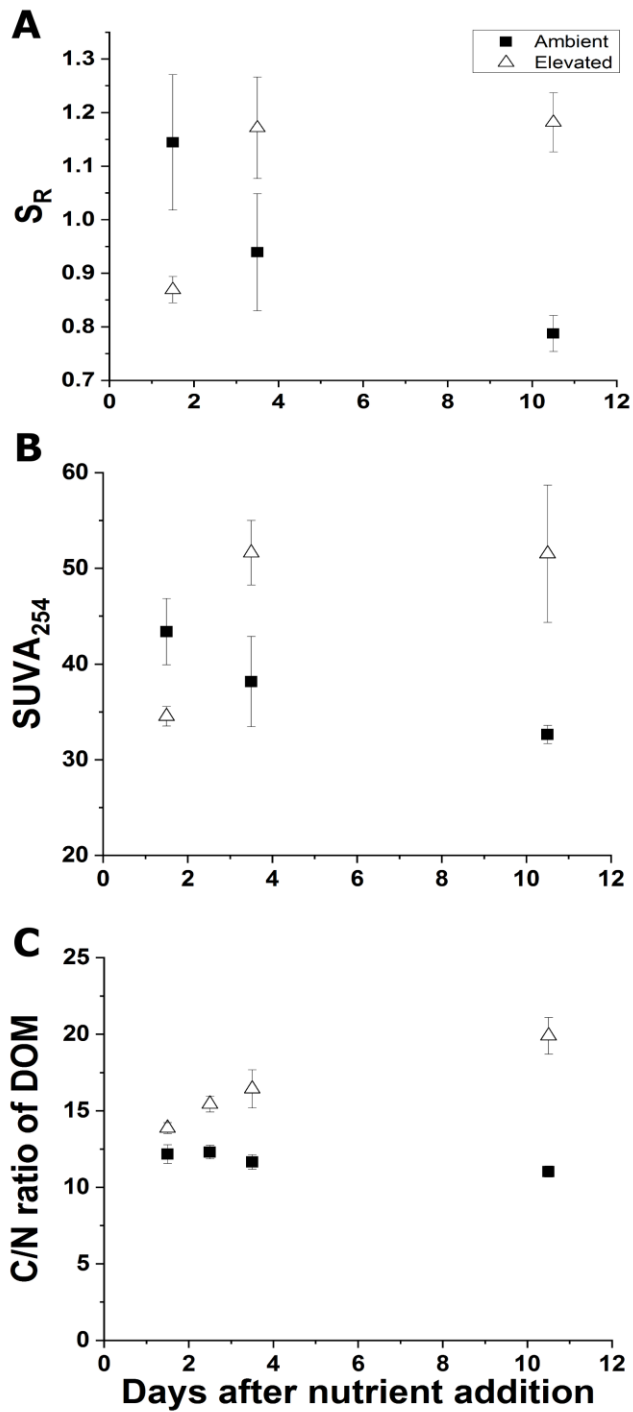 A
Ambient
Elevated
1.3
1.2
1.1
1.0
0.9
0.8
0.7
S_R
0 2 4 6 8 10 12
B
60
50
40
30
20
SUVA_254
0 2 4 6 8 10 12
C
25
20
15
10
5
0
C/N ratio of DOM
0 2 4 6 8 10 12
Days after nutrient addition